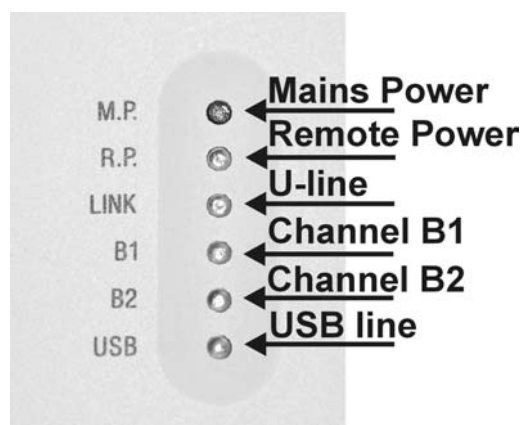 M.P. Mains Power
R.P. Remote Power
LINK U-line
B1 Channel B1
B2 Channel B2
USB USB line